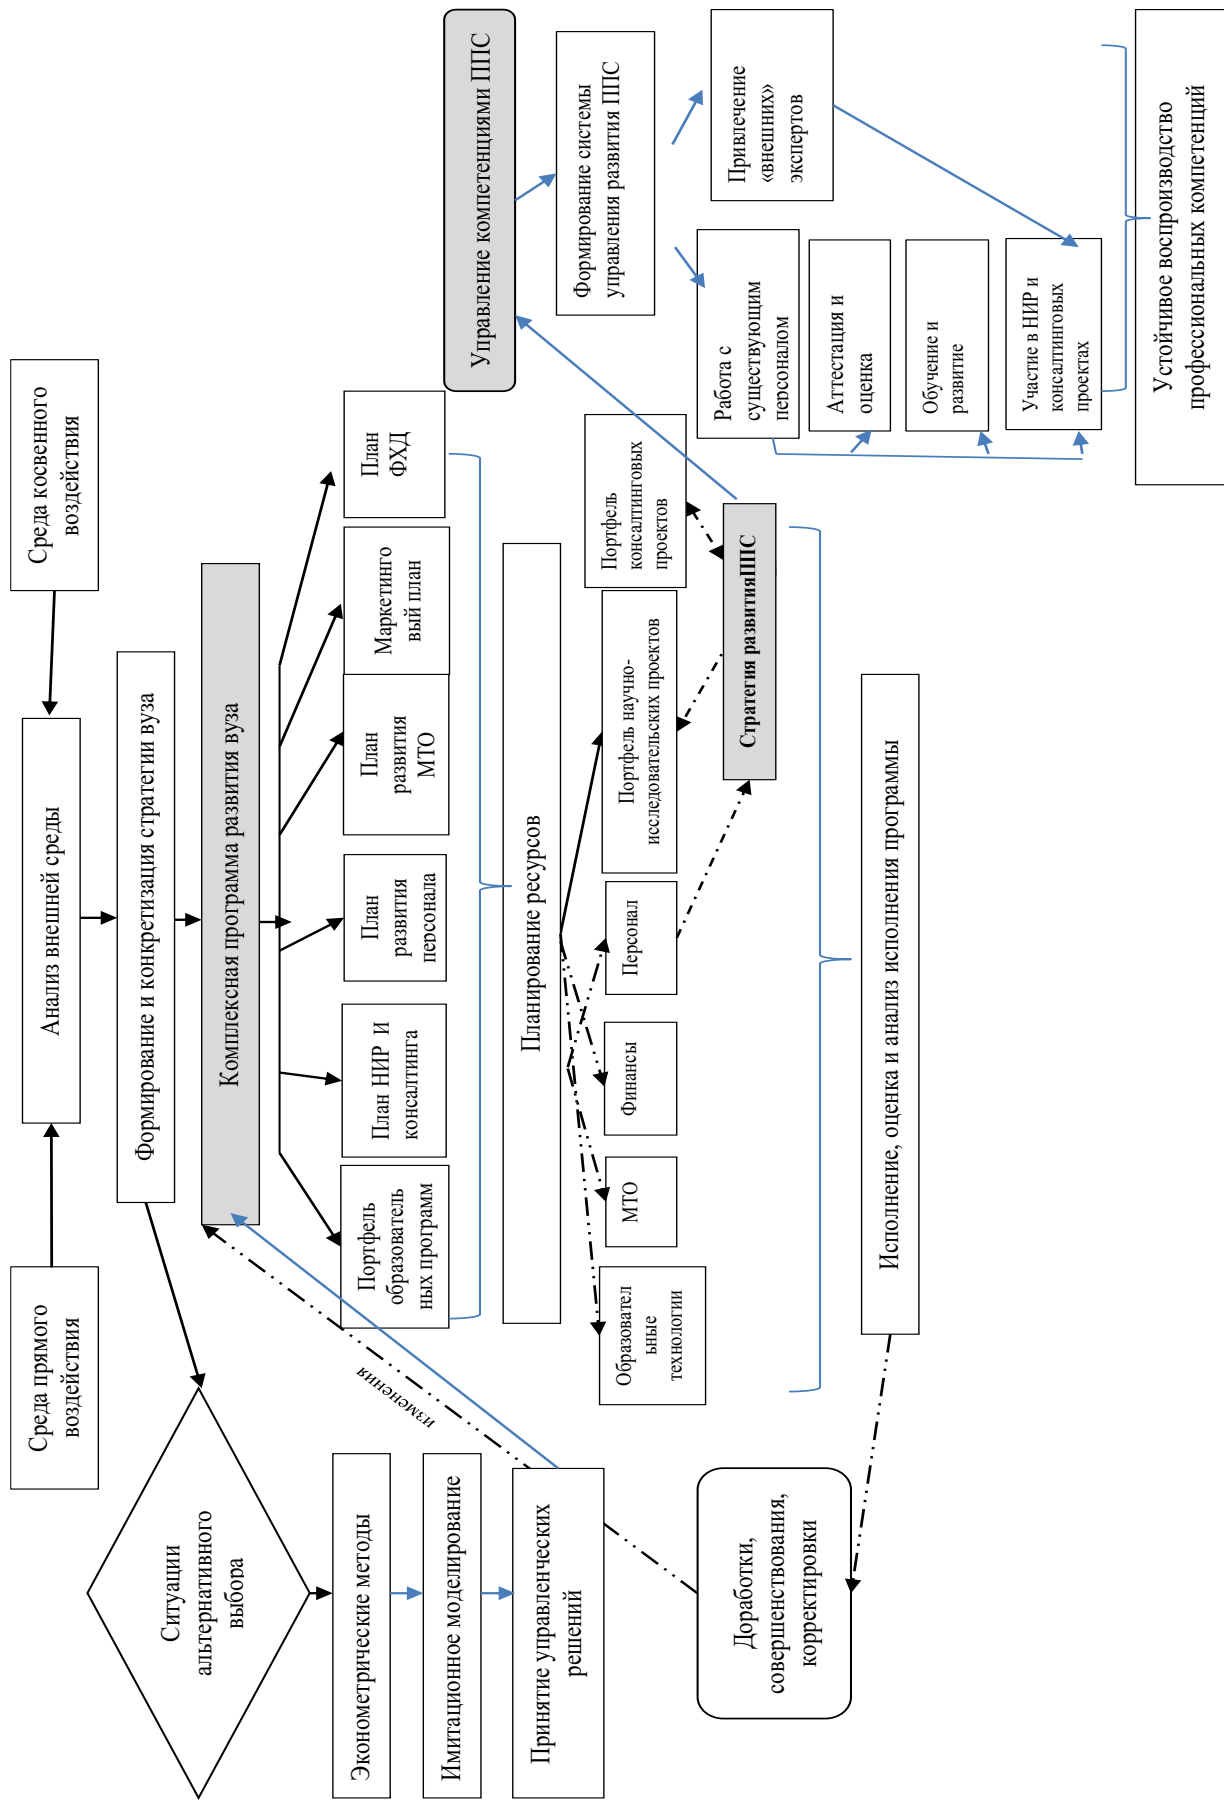 Среда прямого
воздействия
Среда косвенного
воздействия
Анализ внешней среды
Формирование и конкретизация стратегии вуза
Ситуации
альтернативного
выбора
Комплексная программа развития вуза
Эконометрические методы
Имитационное моделирование
Принятие управленческих
решений
изменения
Портфель
образователь
ных программ
План НИР И
консалтинга
План
развития
персонала
План
развития
МТО
Маркетинго
вый план
План
ФХД
Планирование ресурсов
Образовател
ьные
технологии
МТО
Финансы
Персонал
Портфель научно-
исследовательских проектов
Портфель
консалтинговых
проектов
Стратегия развитияППС
Доработки,
совершенствования,
корректировки
Исполнение, оценка и анализ исполнения программы
Управление компетенциями ППС
Формирование системы
управления развития ППС
Работа с
существующим
персоналом
Привлечение
«внешних»
экспертов
Аттестация и
оценка
Обучение и
развитие
Участие в НИР и
консалтинговых
проектах
Устойчивое воспроизводство
профессиональных компетенций